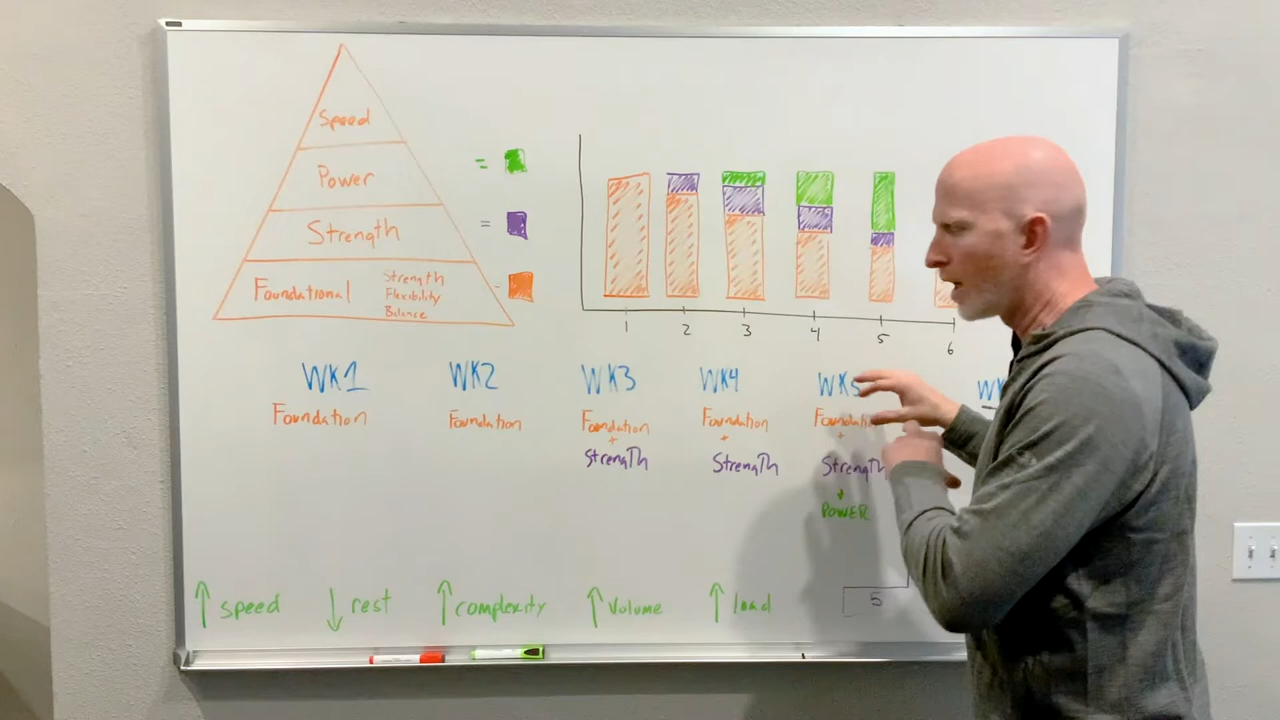 Speed
Power
Strength
Foundational
Strength
Flexibility
Balance
=
=
1 2 3 4 5 6
WK1 WK2 WK3 WK4 WK5
Foundation Foundation Foundation Foundation
+ + +
Strength Strength Strength
POWER
↑ speed ↓ rest ↑ complexity ↑ Volume ↑ load
5